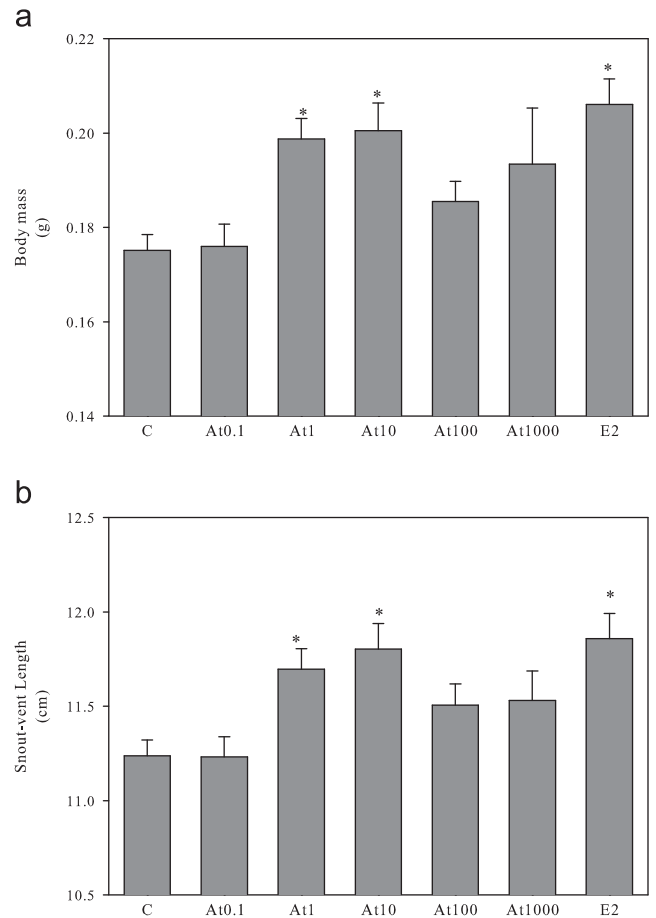 a
0.22
*
*
*
0.20
Body mass
(g)
0.18
0.16
0.14
C At0.1 At1 At10 At100 At1000 E2
b
12.5
*
12.0
*
*
Snout-vent Length
(cm)
11.5
11.0
10.5
C At0.1 At1 At10 At100 At1000 E2